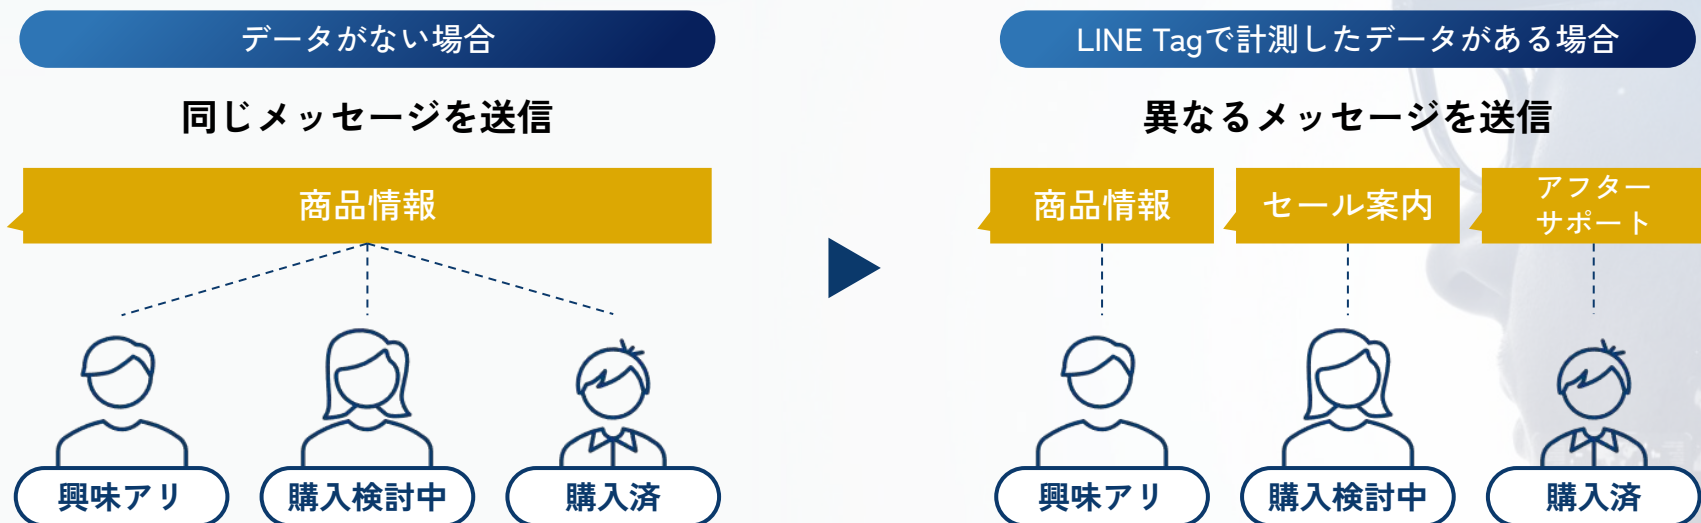 データがない場合
同じメッセージを送信
商品情報
興味アリ
購入検討中
購入済
LINE Tagで計測したデータがある場合
異なるメッセージを送信
商品情報
セール案内
アフター
サポート
興味アリ
購入検討中
購入済